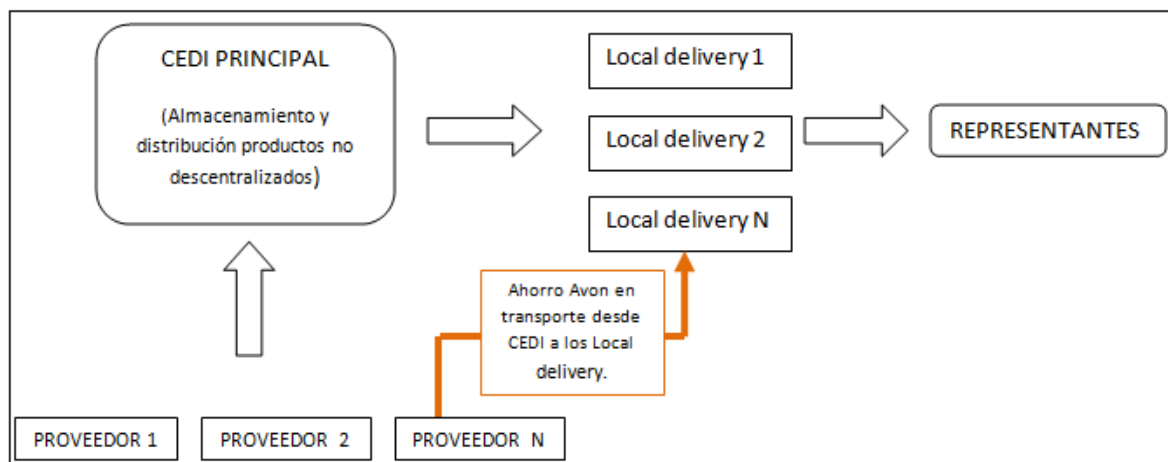 CEDI PRINCIPAL
(Almacenamiento y
distribución productos no
descentralizados)
Local delivery 1
Local delivery 2
Local delivery N
REPRESENTANTES
Ahorro Avon en
transporte desde
CEDI a los Local
delivery.
PROVEEDOR 1
PROVEEDOR 2
PROVEEDOR N